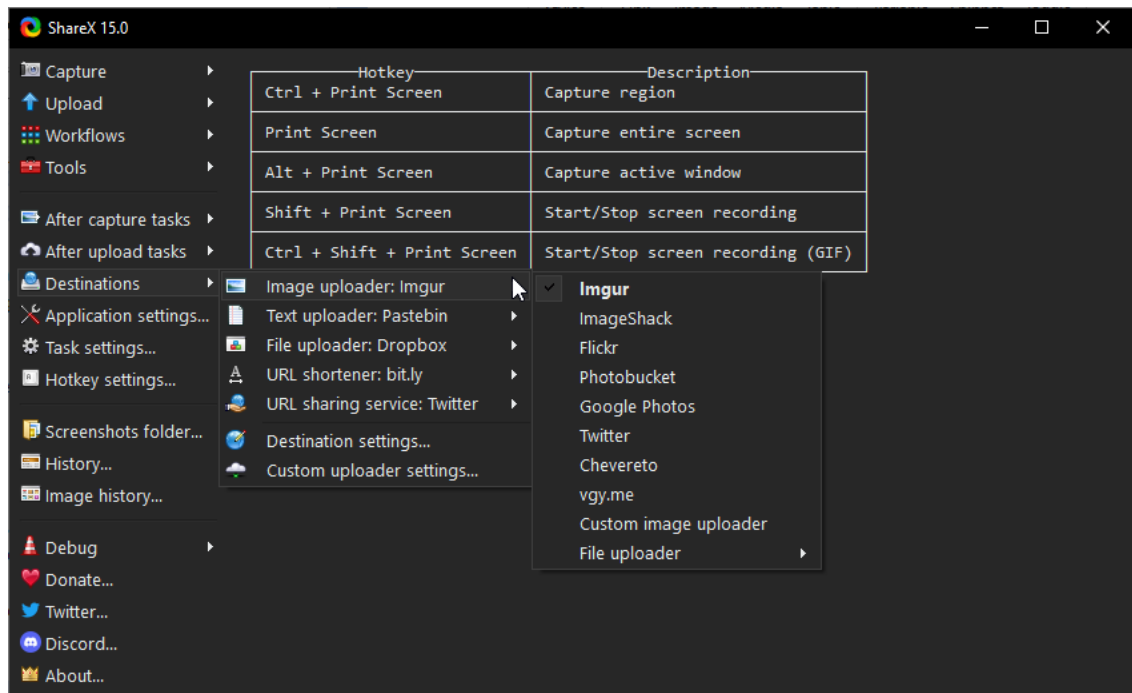 ShareX 15.0
Capture
Upload
Workflows
Tools
After capture tasks
After upload tasks
Destinations
Application settings...
Task settings...
Hotkey settings...
Screenshots folder...
History...
Image history...
Debug
Donate...
Twitter...
Discord...
About...
Hotkey Description
Ctrl + Print Screen Capture region
Print Screen Capture entire screen
Alt + Print Screen Capture active window
Shift + Print Screen Start/Stop screen recording
Ctrl + Shift + Print Screen Start/Stop screen recording (GIF)
Image uploader: Imgur
Text uploader: Pastebin
File uploader: Dropbox
URL shortener: bit.ly
URL sharing service: Twitter
Destination settings...
Custom uploader settings...
Imgur
ImageShack
Flickr
Photobucket
Google Photos
Twitter
Chevereto
vgy.me
Custom image uploader
File uploader